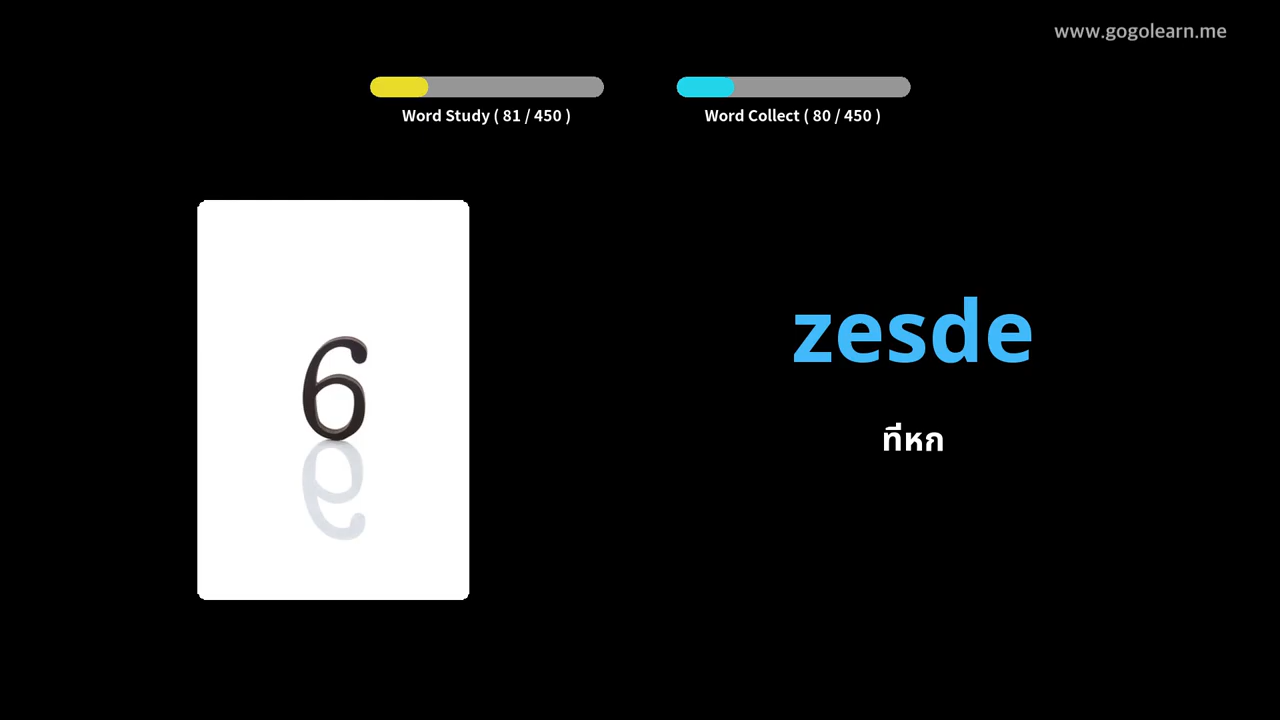 www.gogolearn.me
Word Study ( 81 / 450 )
Word Collect ( 80 / 450 )
6
zesde
ที่หก